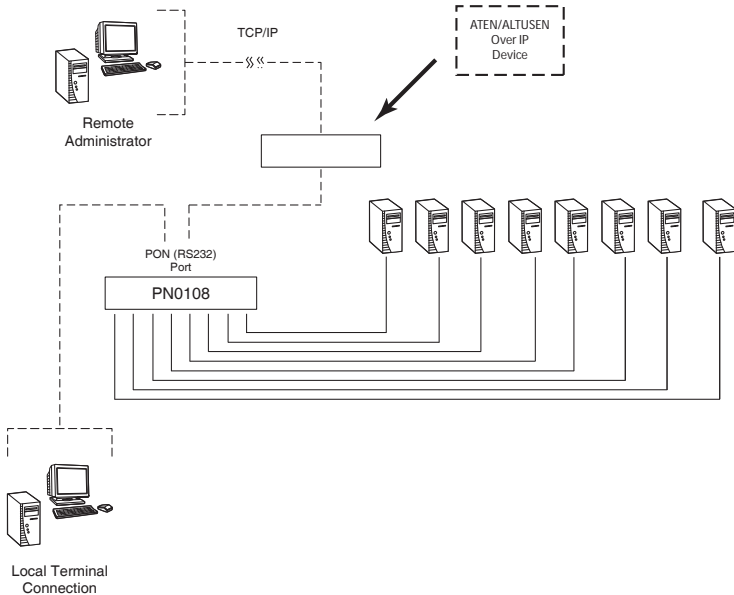 TCP/IP
ATEN/ALTUSEN
Over IP
Device
Remote
Administrator
PON (RS232)
Port
PN0108
Local Terminal
Connection